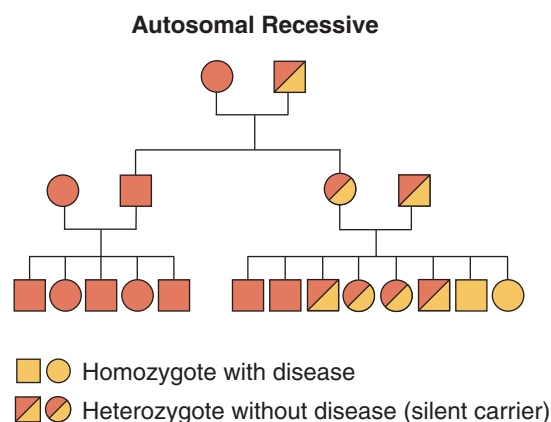 Autosomal Recessive
Homozygote with disease
Heterozygote without disease (silent carrier)